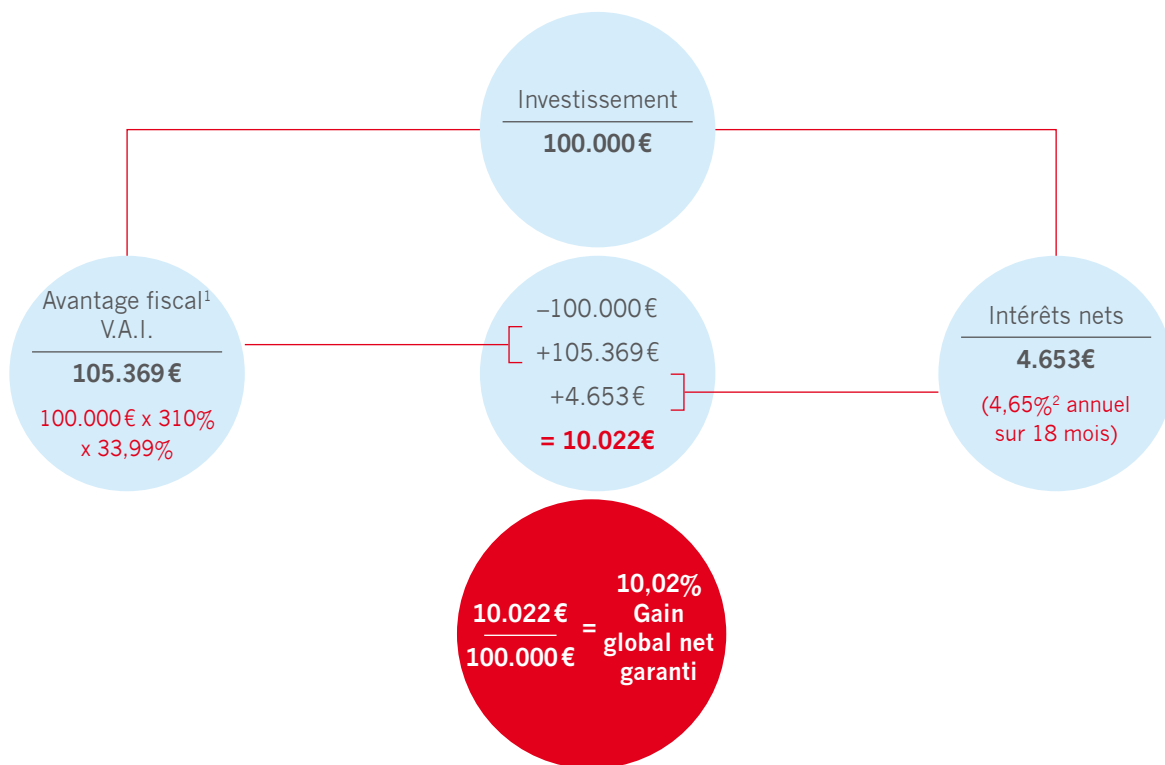 Investissement
100.000 €
Avantage fiscal¹
V.A.I.
105.369 €
100.000 € x 310%
x 33,99%
–100.000 €
+105.369 €
+4.653 €
= 10.022€
Intérêts nets
4.653€
(4,65%² annuel
sur 18 mois)
10.022 €
100.000 €
=
10,02%
Gain
global net
garanti